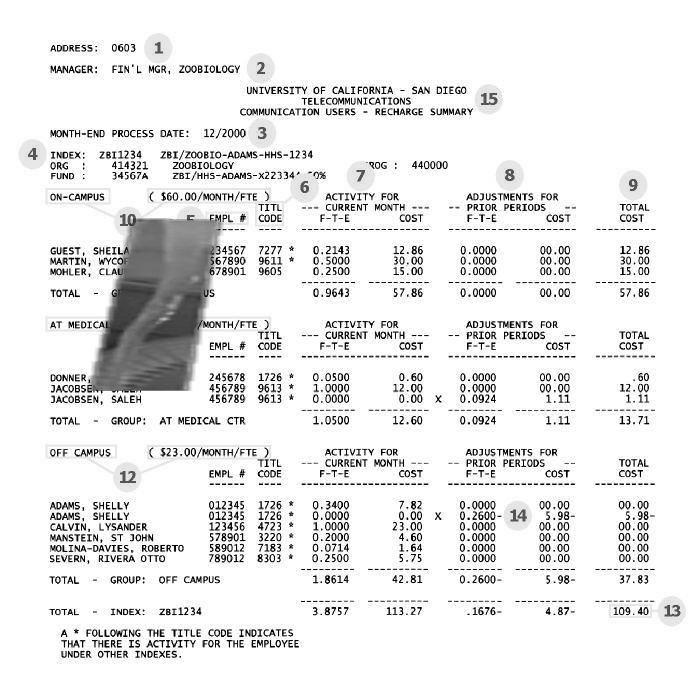 ADDRESS: 0603 1
MANAGER: FIN'L MGR, ZOOBIOLOGY 2
UNIVERSITY OF CALIFORNIA - SAN DIEGO
TELECOMMUNICATIONS 15
COMMUNICATION USERS - RECHARGE SUMMARY
MONTH-END PROCESS DATE: 12/2000 3
4 INDEX: ZBI1234 ZBI/ZOOBIO-ADAMS-HHS-1234
ORG : 414321 ZOOBIOLOGY ROG : 440000
FUND : 34567A ZBI/HHS-ADAMS-X22334 50%
6 7 8 9
ON-CAMPUS ( $60.00/MONTH/FTE ) ACTIVITY FOR ADJUSTMENTS FOR
TITL --- CURRENT MONTH --- -- PRIOR PERIODS -- TOTAL
10 5 EMPL # CODE F-T-E COST F-T-E COST COST
GUEST, SHEILA 234567 7277 * 0.2143 12.86 0.0000 00.00 12.86
MARTIN, 567890 9611 * 0.5000 30.00 0.0000 00.00 30.00
MOHLER, 678901 9605 0.2500 15.00 0.0000 00.00 15.00
TOTAL - US 0.9643 57.86 0.0000 00.00 57.86
AT MEDICAL /MONTH/FTE ) ACTIVITY FOR ADJUSTMENTS FOR
TITL --- CURRENT MONTH --- -- PRIOR PERIODS -- TOTAL
EMPL # CODE F-T-E COST F-T-E COST COST
DONNER, 245678 1726 * 0.0500 0.60 0.0000 00.00 .60
JACOBSEN, 456789 9613 * 1.0000 12.00 0.0000 00.00 12.00
JACOBSEN, SALEH 456789 9613 * 0.0000 0.00 X 0.0924 1.11 1.11
TOTAL - GROUP: AT MEDICAL CTR 1.0500 12.60 0.0924 1.11 13.71
OFF CAMPUS ( $23.00/MONTH/FTE ) ACTIVITY FOR ADJUSTMENTS FOR
TITL --- CURRENT MONTH --- -- PRIOR PERIODS -- TOTAL
12 EMPL # CODE F-T-E COST F-T-E COST COST
ADAMS, SHELLY 012345 1726 * 0.3400 7.82 0.0000 00.00 00.00
ADAMS, SHELLY 012345 1726 * 0.0000 0.00 X 0.2600- 14 5.98- 5.98-
CALVIN, LYSANDER 123456 4723 * 1.0000 23.00 0.0000 00.00 00.00
MANSTEIN, ST JOHN 578901 3220 * 0.2000 4.60 0.0000 00.00 00.00
MOLINA-DAVIES, ROBERTO 589012 7183 * 0.0714 1.64 0.0000 00.00 00.00
SEVERN, RIVERA OTTO 789012 8303 * 0.2500 5.75 0.0000 00.00 00.00
TOTAL - GROUP: OFF CAMPUS 1.8614 42.81 0.2600- 5.98- 37.83
TOTAL - INDEX: ZBI1234 3.8757 113.27 .1676- 4.87- 109.40 13
A * FOLLOWING THE TITLE CODE INDICATES
THAT THERE IS ACTIVITY FOR THE EMPLOYEE
UNDER OTHER INDEXES.